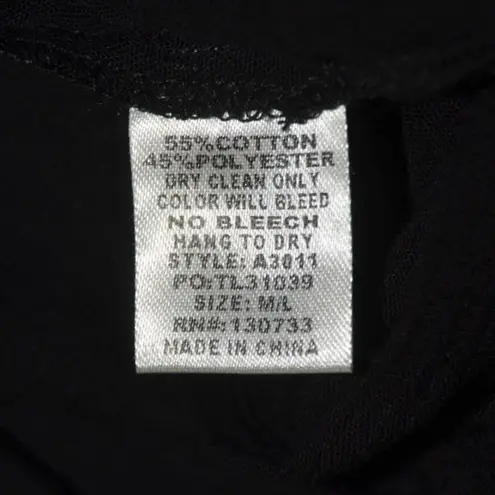 55%COTTON
45%POLYESTER
DRY CLEAN ONLY
COLOR WILL BLEED
NO BLEECH
HANG TO DRY
STYLE: A3011
PO:TL31039
SIZE: M/L
RN#:130733
MADE IN CHINA